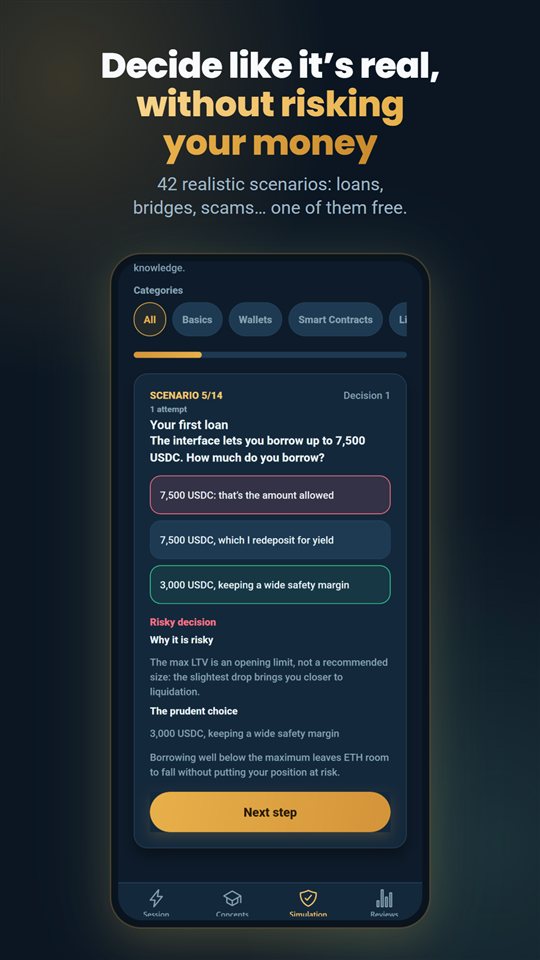 Decide like it’s real,
without risking
your money
42 realistic scenarios: loans,
bridges, scams… one of them free.
knowledge.
Categories
All
Basics
Wallets
Smart Contracts
Li
SCENARIO 5/14
Decision 1
1 attempt
Your first loan
The interface lets you borrow up to 7,500
USDC. How much do you borrow?
7,500 USDC: that’s the amount allowed
7,500 USDC, which I redeposit for yield
3,000 USDC, keeping a wide safety margin
Risky decision
Why it is risky
The max LTV is an opening limit, not a recommended
size: the slightest drop brings you closer to
liquidation.
The prudent choice
3,000 USDC, keeping a wide safety margin
Borrowing well below the maximum leaves ETH room
to fall without putting your position at risk.
Next step
Session
Concepts
Simulation
Reviews